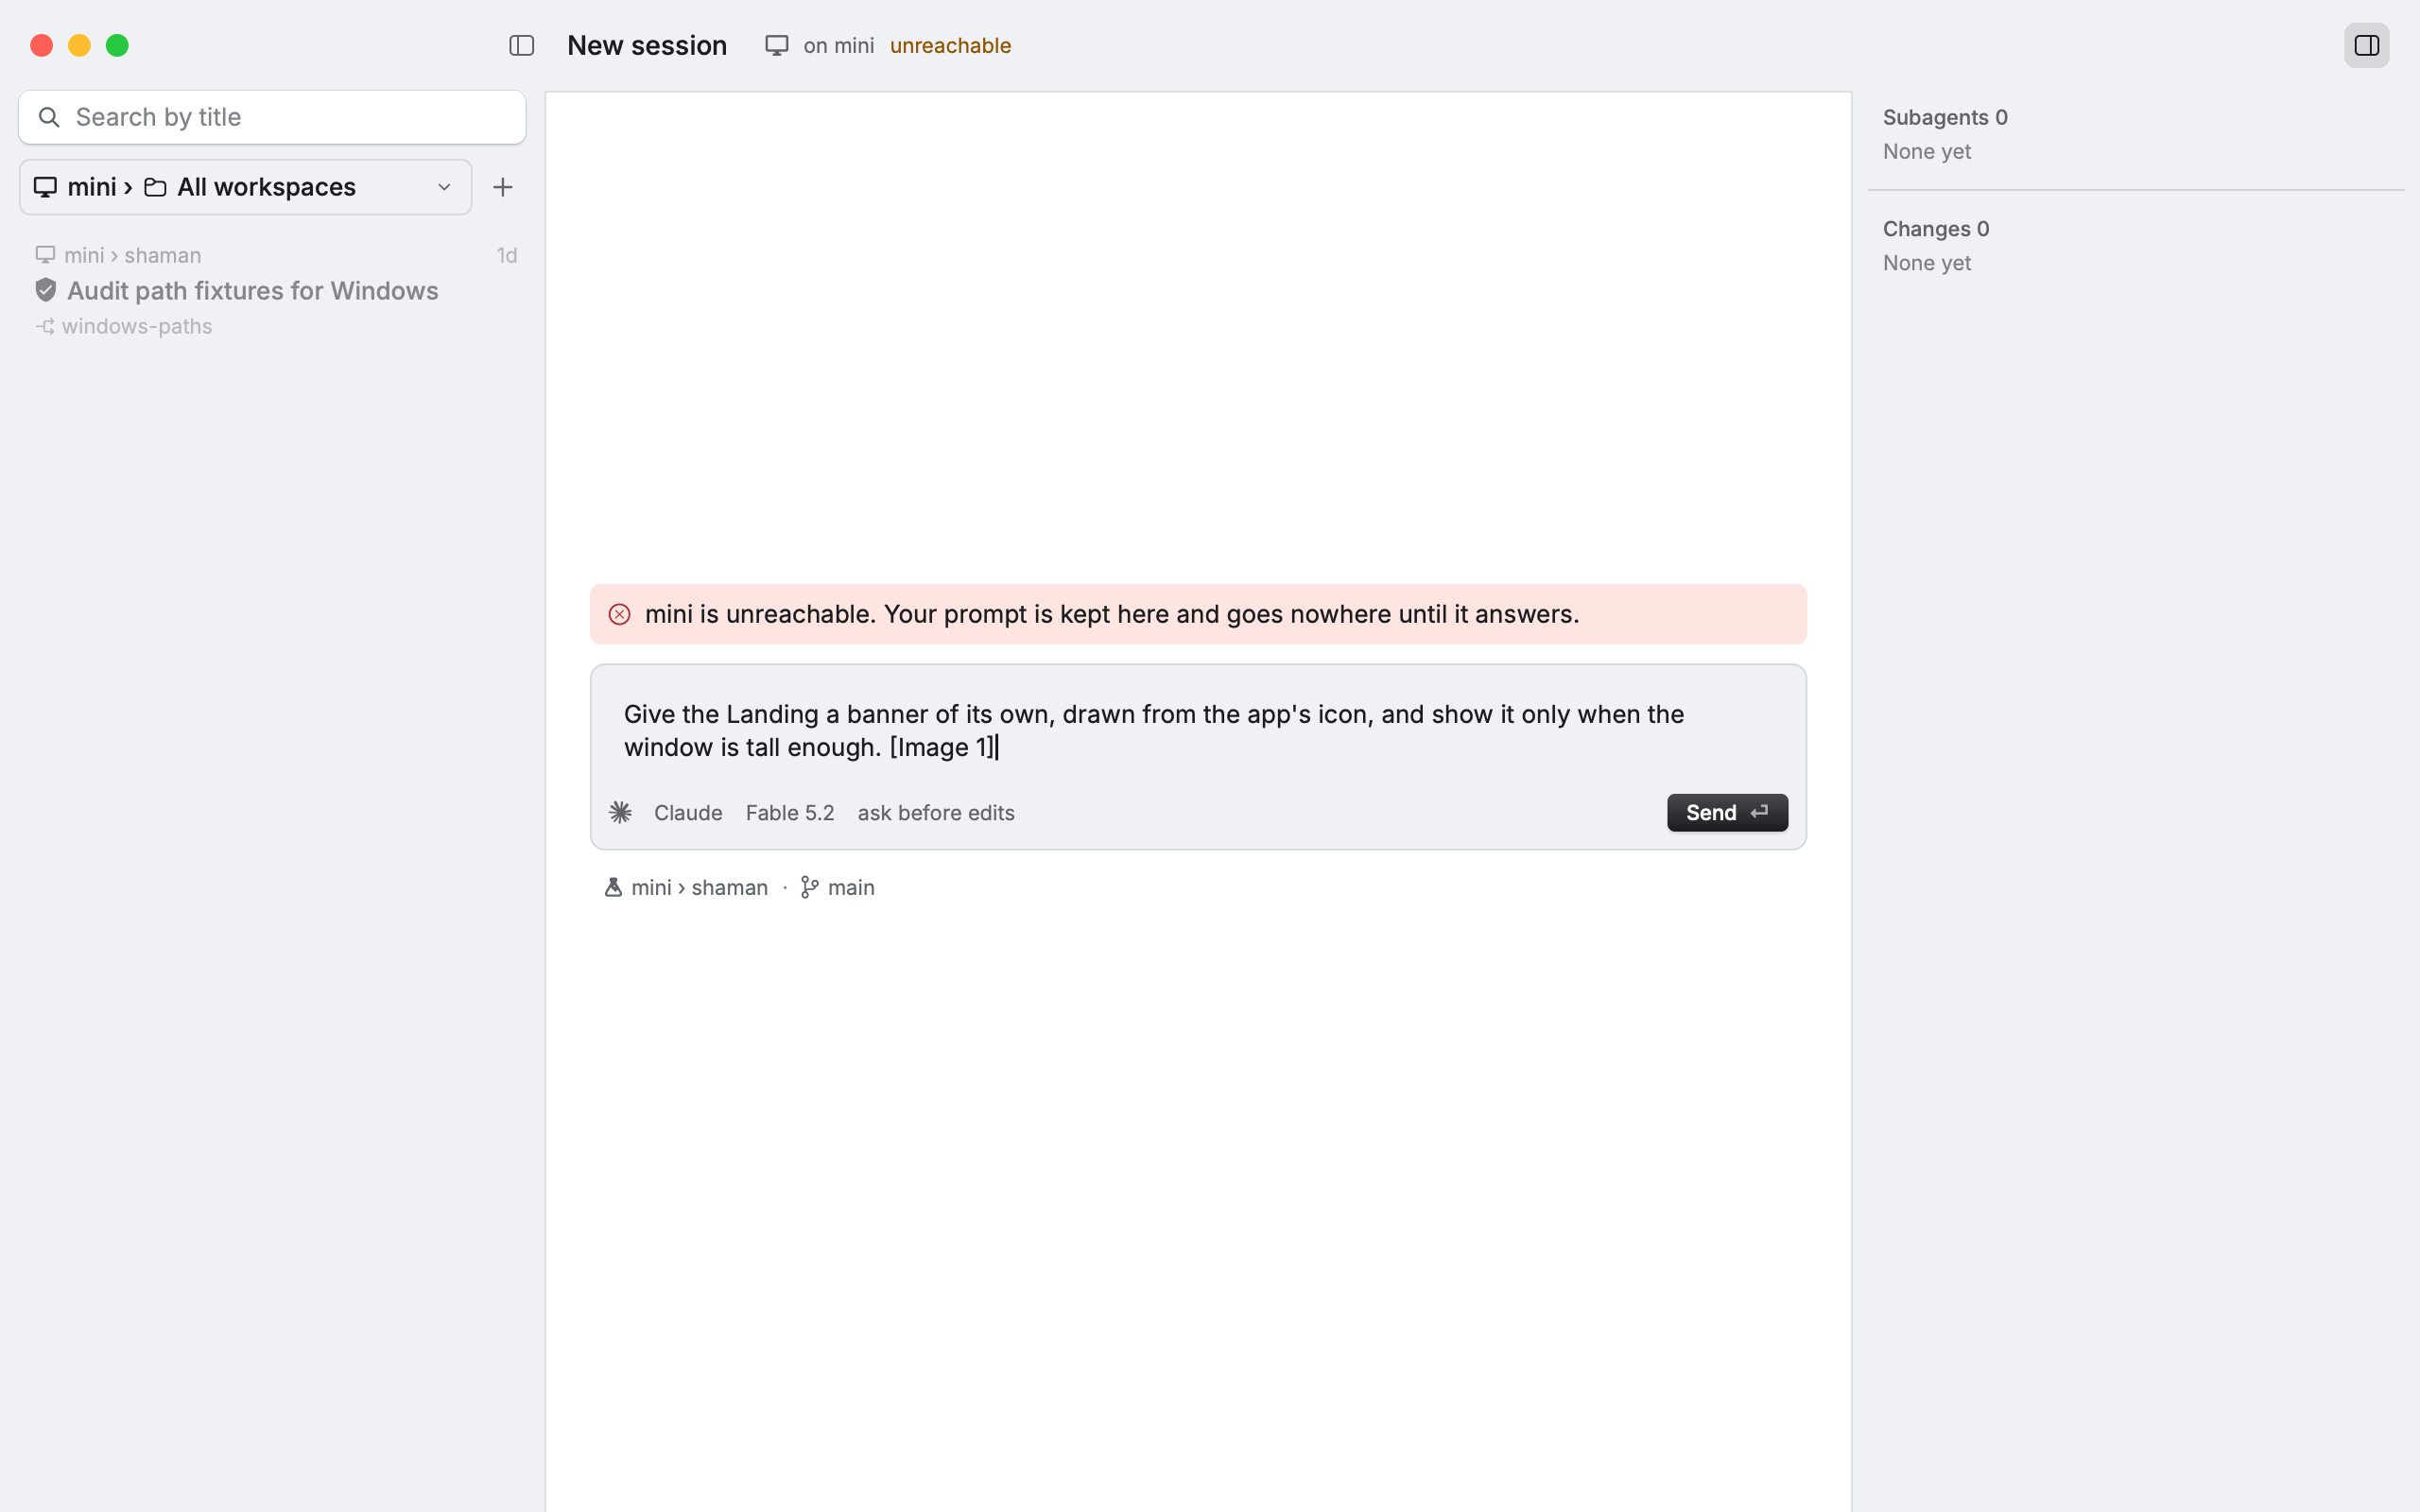 New session
on mini unreachable
Search by title
mini › All workspaces
mini › shaman 1d
Audit path fixtures for Windows
windows-paths
mini is unreachable. Your prompt is kept here and goes nowhere until it answers.
Give the Landing a banner of its own, drawn from the app's icon, and show it only when the
window is tall enough. [Image 1]
Claude Fable 5.2 ask before edits
Send
mini › shaman · main
Subagents 0
None yet
Changes 0
None yet